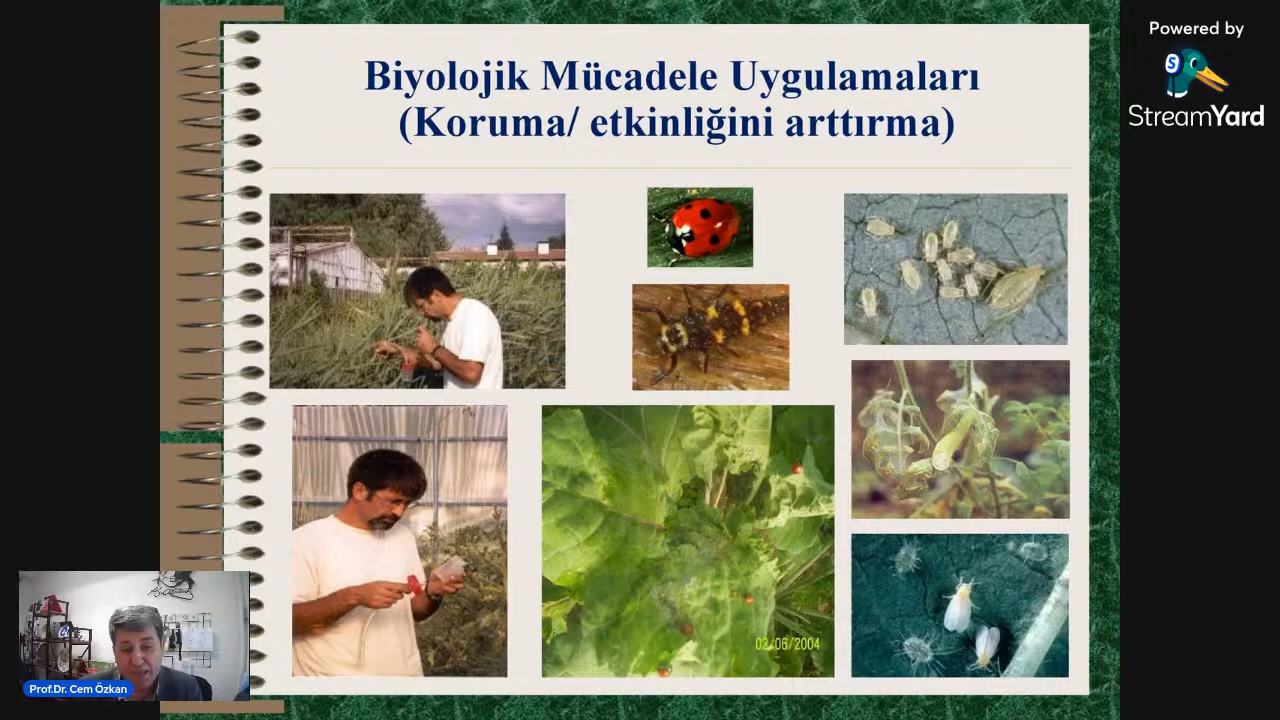 Biyolojik Mücadele Uygulamaları
(Koruma/ etkinliğini arttırma)
Powered by
StreamYard
02/06/2004
Prof.Dr. Cem Özkan